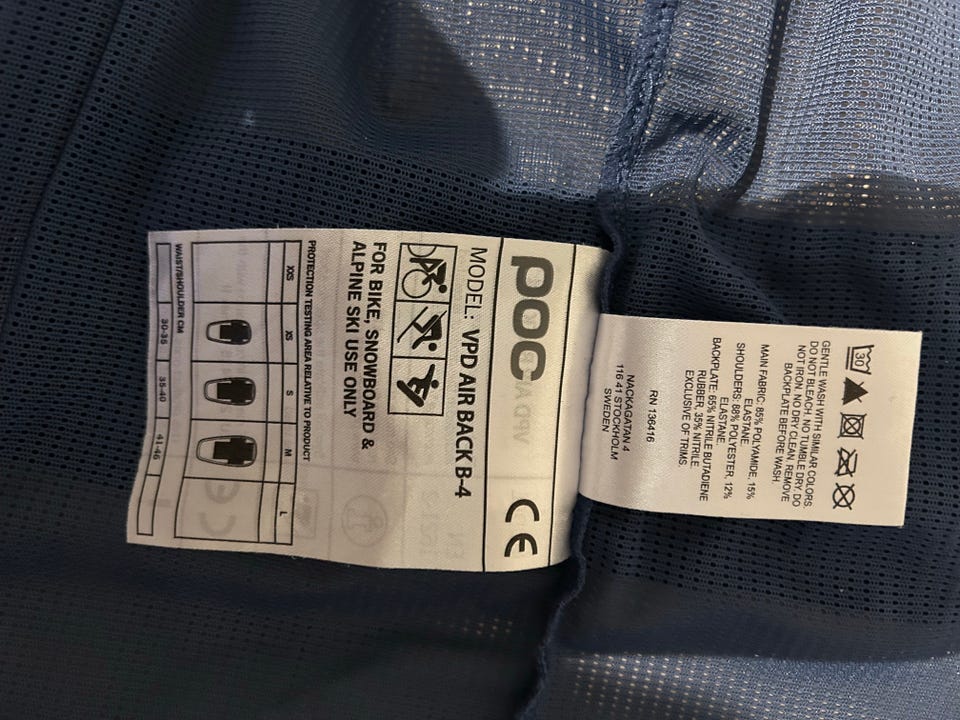 POC
CE
MODEL: VPD AIR BACK B-4
FOR BIKE, SNOWBOARD &
ALPINE SKI USE ONLY
PROTECTION TESTING AREA RELATIVE TO PRODUCT
XXS XS S M L
WAIST/SHOULDER CM 30-35 35-40 41-46
30
GENTLE WASH WITH SIMILAR COLORS.
DO NOT BLEACH. NO TUMBLE DRY. DO
NOT IRON. NO DRY CLEAN. REMOVE
BACKPLATE BEFORE WASH.
MAIN FABRIC: 85% POLYAMIDE, 15%
ELASTANE.
SHOULDERS: 88% POLYESTER, 12%
ELASTANE.
BACKPLATE: 65% NITRILE BUTADIENE
RUBBER, 35% NITRILE.
EXCLUSIVE OF TRIMS.
RN 136416
NACKAGATAN 4
116 41 STOCKHOLM
SWEDEN